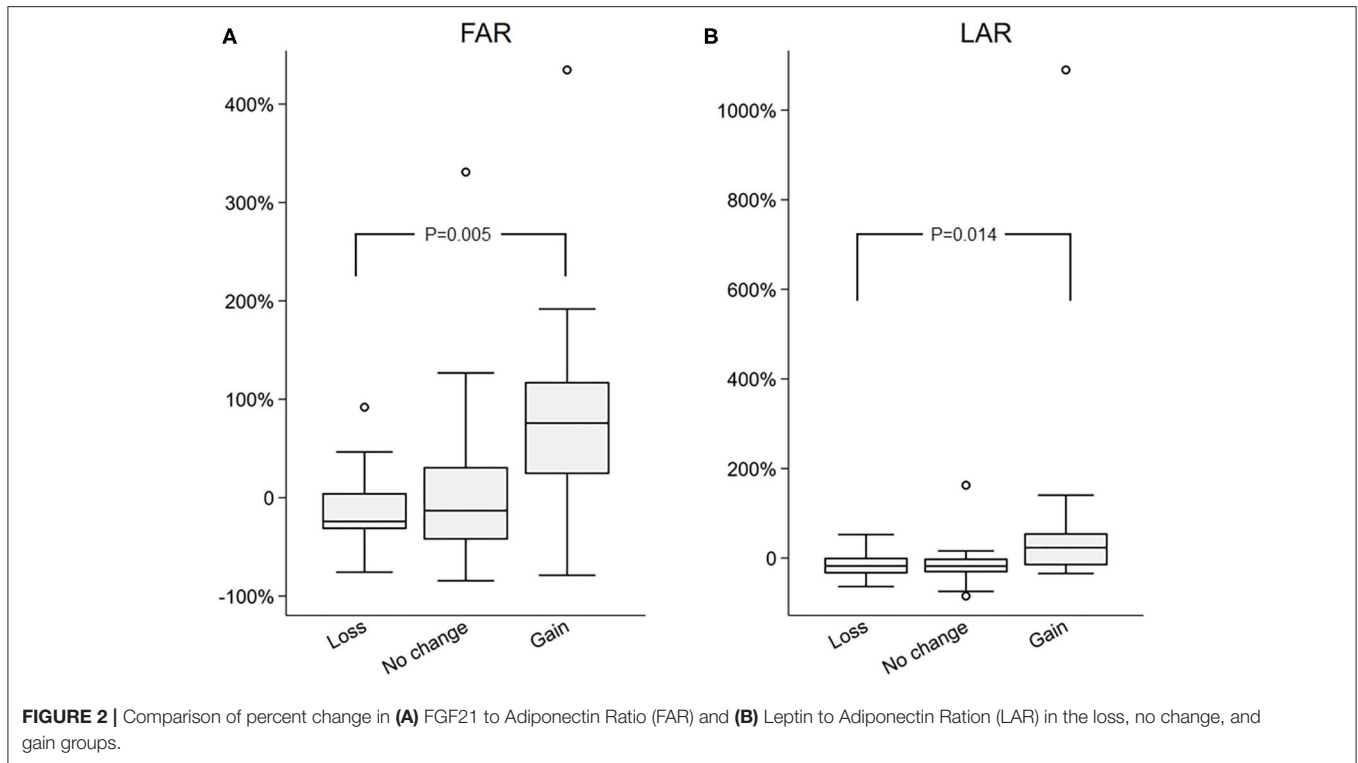 A
FAR
400%
300%
200%
100%
0
-100%
P=0.005
Loss
No change
Gain
B
LAR
1000%
800%
600%
400%
200%
0
P=0.014
Loss
No change
Gain
FIGURE 2 | Comparison of percent change in (A) FGF21 to Adiponectin Ratio (FAR) and (B) Leptin to Adiponectin Ration (LAR) in the loss, no change, and
gain groups.